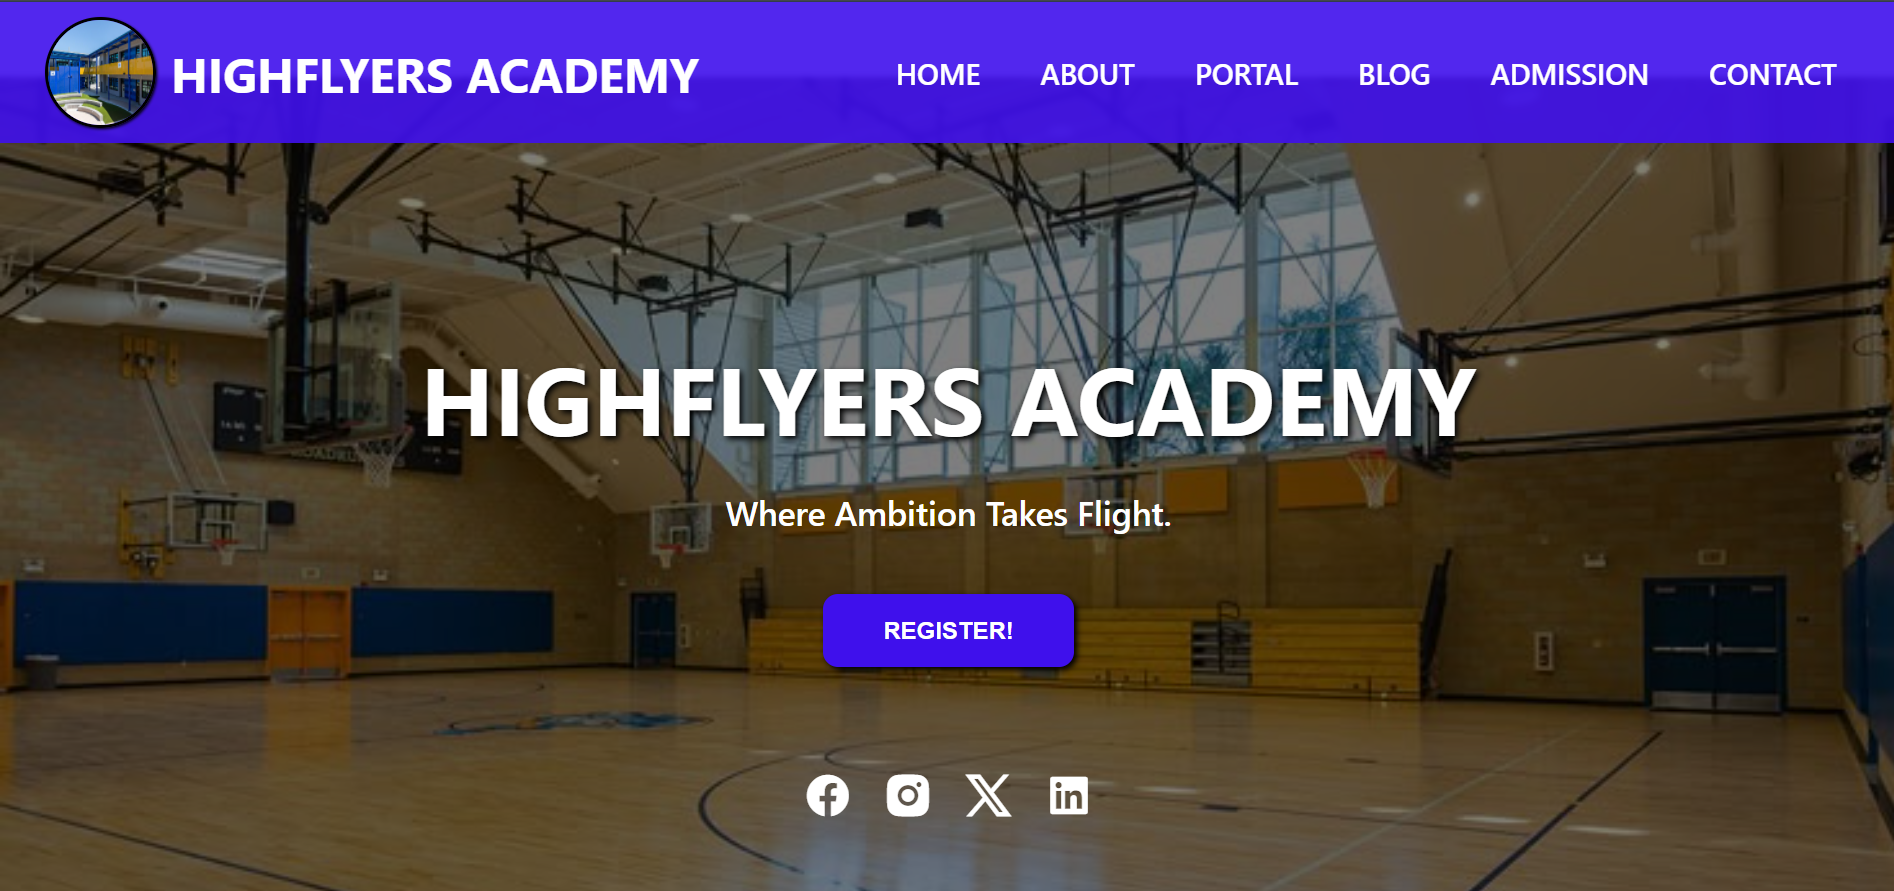 HIGHFLYERS ACADEMY
HOME ABOUT PORTAL BLOG ADMISSION CONTACT
HIGHFLYERS ACADEMY
Where Ambition Takes Flight.
REGISTER!